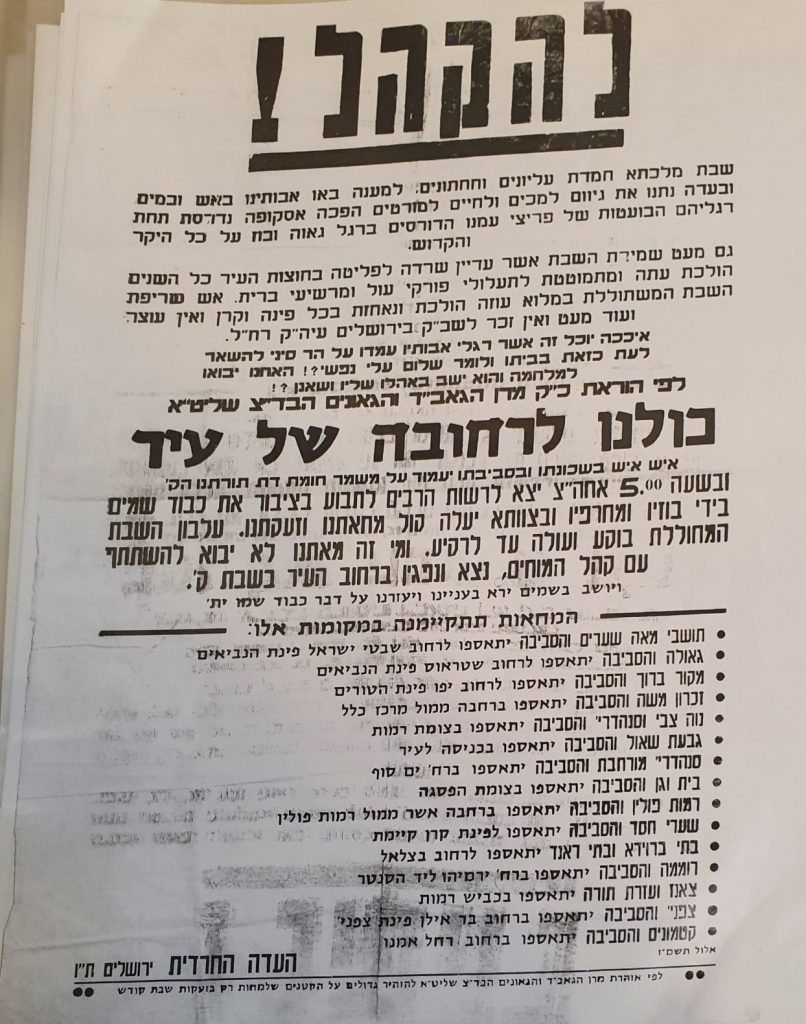 להקהל!
שבת מלכתא חמדת עליונים ותחתונים, למענה באו אבותינו באש ובמים
ובעדה נתנו את גיוום למכים ולחיים למורטים הפכה אסקופה נדרסת תחת
רגליהם הבועטות של פריצי עמנו הדורסים ברגל גאוה ובוז על כל היקר
והקדוש.
גם מעט שמירת השבת אשר עדיין שרדה לפליטה בחוצות העיר כל השנים
הולכת עתה ומתמוטטת לתעלולי פורקי עול ומרשיעי ברית. אש שריפת
השבת המשתוללת במלוא עוזה הולכת ונאחזת בכל פינה וקרן ואין עוצר
ועוד מעט ואין זכר לשב"ק בירושלים עיה"ק רח"ל.
איככה יוכל זה אשר רגלי אבותיו עמדו על הר סיני להשאר
לעת כזאת בביתו ולומר שלום עלי נפשי?! האחנו יבואו
למלחמה והוא ישב באהלו שליו ושאנן ?!
לפי הוראת כ"ק מרן הגאב"ד והגאונים הבד"צ שליט"א
כולנו לרחובה של עיר
איש איש בשכונתו ובסביבתו יעמוד על משמר חומת דת תורתנו הק'
ובשעה 5.00 אחה"צ יצא לרשות הרבים לתבוע בציבור את כבוד שמים
בידי בוזיו ומחרפיו ובצוותא יעלה קול מחאתנו וזעקתנו. עלבון השבת
המחוללת בוקע ועולה עד לרקיע. ומי זה מאתנו לא יבוא להשתתף
עם קהל המוחים, נצא ונפגין ברחוב העיר בשבת ק'.
ויושב בשמים ירא בענייננו ויעזרנו על דבר כבוד שמו ית'
המחאות תתקיימנה במקומות אלו:
• תושבי מאה שערים והסביבה יתאספו לרחוב שבטי ישראל פינת הנביאים
• גאולה והסביבה יתאספו לרחוב שטראוס פינת הנביאים
• מקור ברוך והסביבה יתאספו לרחוב יפו פינת הטורים
• זכרון משה והסביבה יתאספו ברחבה ממול מרכז כלל
• נוה צבי וסנהדרי' והסביבה יתאספו בצומת רמות
• גבעת שאול והסביבה יתאספו בכניסה לעיר
• סנהדרי' מורחבת והסביבה יתאספו ברח' ים סוף
• בית וגן והסביבה יתאספו בצומת הפסגה
• רמות פולין והסביבה יתאספו ברחבה אשר ממול רמות פולין
• שערי חסד והסביבה יתאספו לפינת קרן קיימת
• בתי ברוידא ובתי ראנד יתאספו לרחוב בצלאל
• רוממה והסביבה יתאספו ברח' ירמיהו ליד הסנטר
• צאנז ועזרת תורה יתאספו בכביש רמות
• צפני' והסביבה יתאספו ברחוב בר אילן פינת צפני'
• קטמונים והסביבה יתאספו ברחוב רחל אמנו
אלול תשמ"ז
העדה החרדית ירושלים ת"ו
לפי אזהרת מרן הגאב"ד והגאונים הבד"צ שליט"א להזהיר גדולים על הקטנים שלמחות רק בזעקות שבת קודש